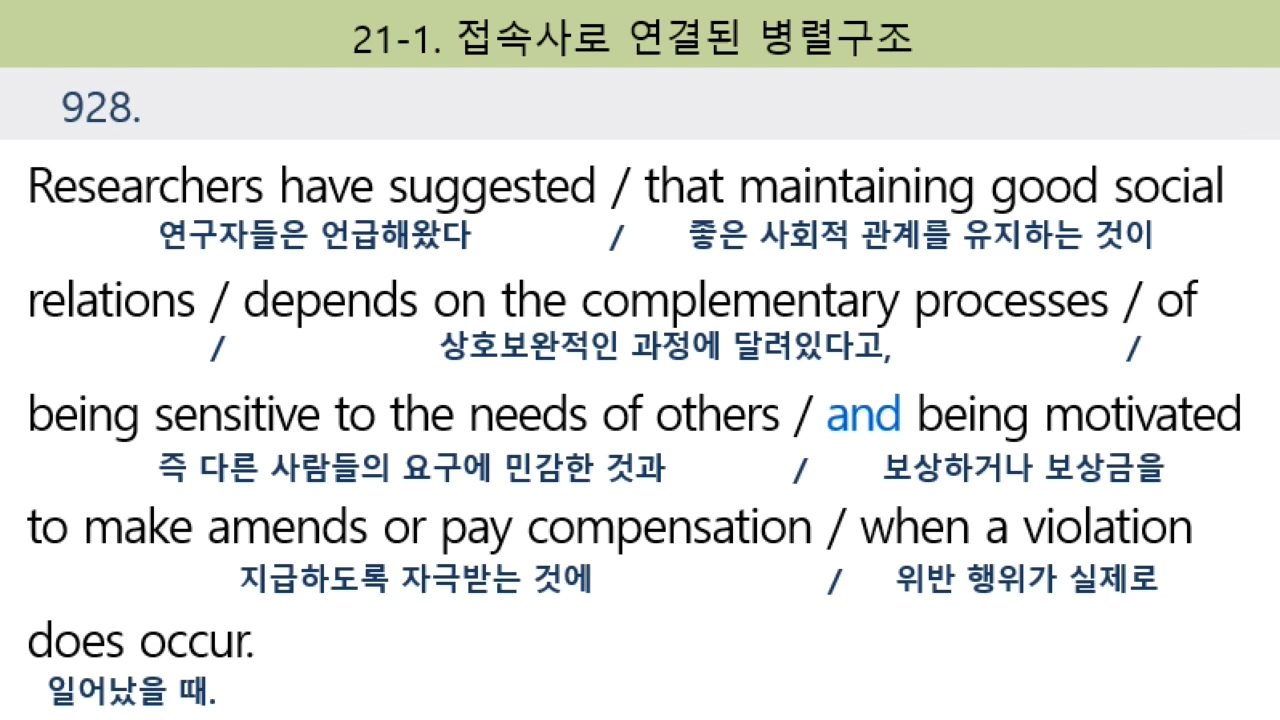 21-1. 접속사로 연결된 병렬구조
928.
Researchers have suggested / that maintaining good social
연구자들은 언급해왔다 / 좋은 사회적 관계를 유지하는 것이
relations / depends on the complementary processes / of
/ 상호보완적인 과정에 달려있다고, /
being sensitive to the needs of others / and being motivated
즉 다른 사람들의 요구에 민감한 것과 / 보상하거나 보상금을
to make amends or pay compensation / when a violation
지급하도록 자극받는 것에 / 위반 행위가 실제로
does occur.
일어났을 때.